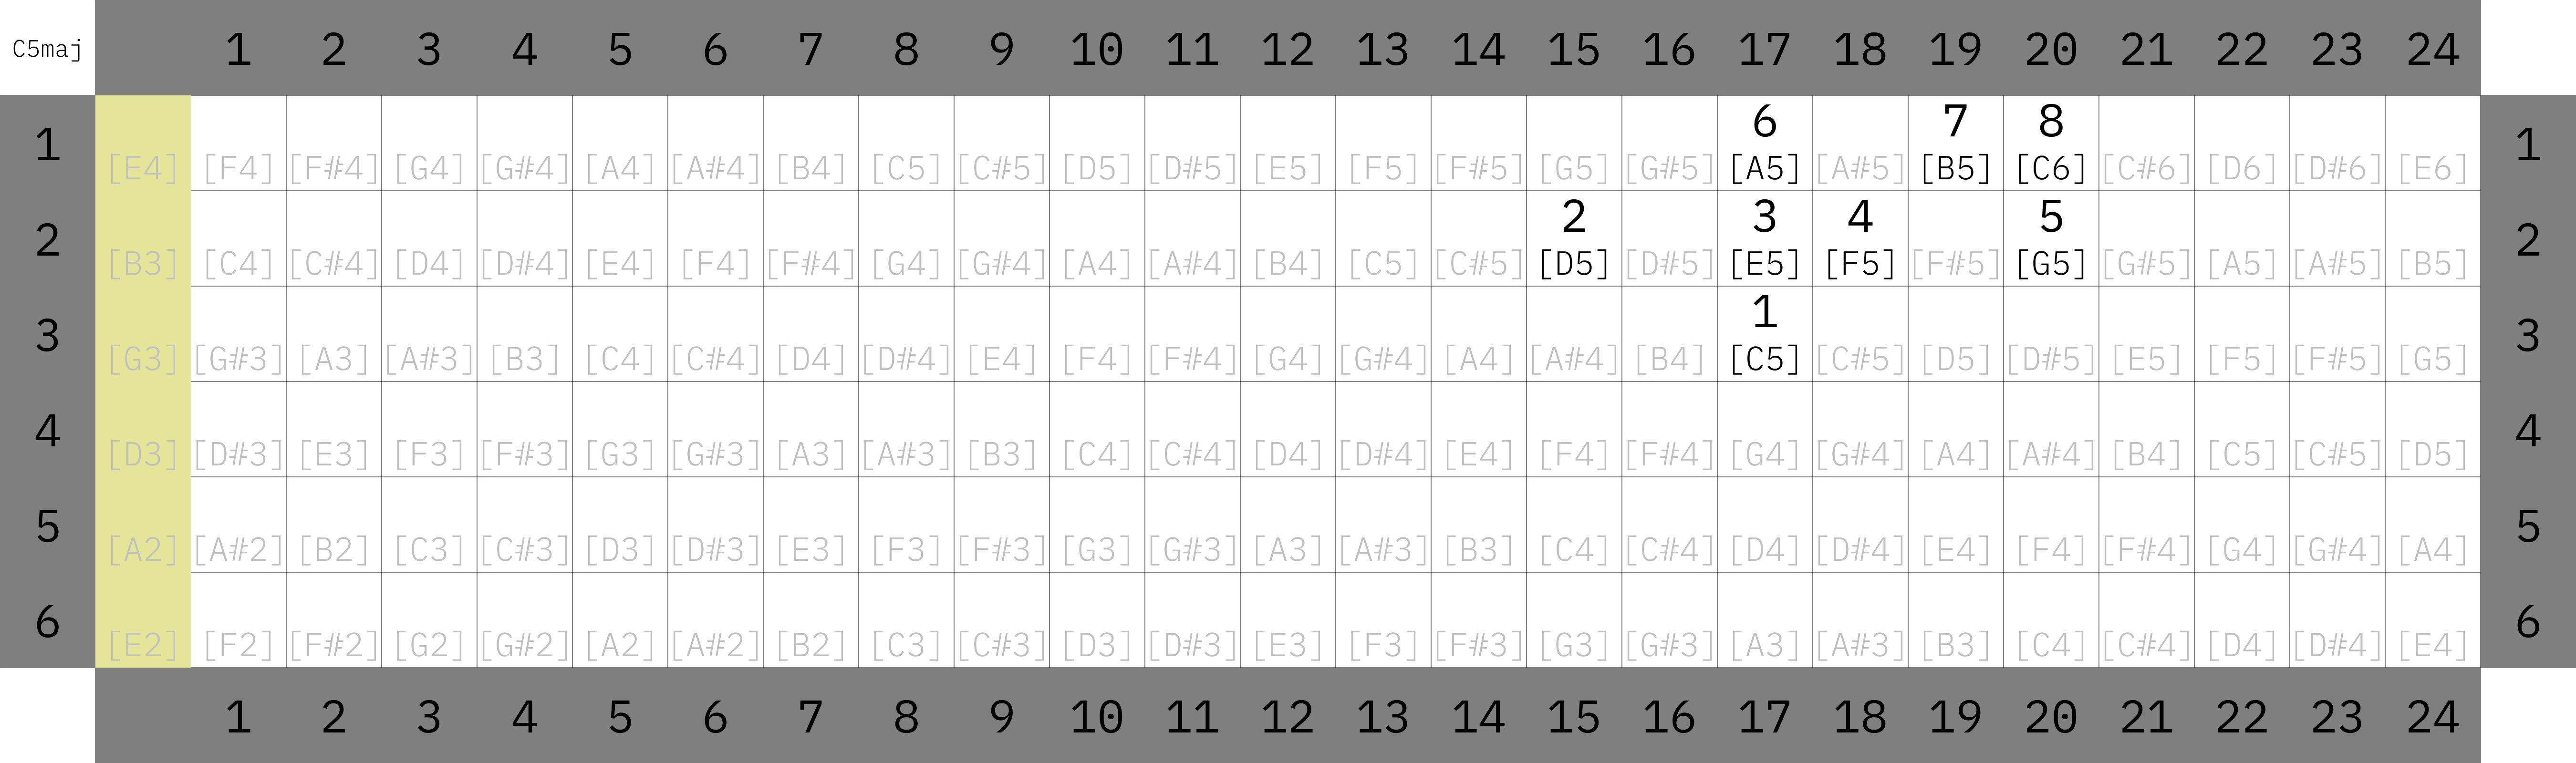 C5maj 1 2 3 4 5 6 7 8 9 10 11 12 13 14 15 16 17 18 19 20 21 22 23 24
6 7 8
1 [E4] [F4] [F#4] [G4] [G#4] [A4] [A#4] [B4] [C5] [C#5] [D5] [D#5] [E5] [F5] [F#5] [G5] [G#5] [A5] [A#5] [B5] [C6] [C#6] [D6] [D#6] [E6] 1
2 3 4 5
2 [B3] [C4] [C#4] [D4] [D#4] [E4] [F4] [F#4] [G4] [G#4] [A4] [A#4] [B4] [C5] [C#5] [D5] [D#5] [E5] [F5] [F#5] [G5] [G#5] [A5] [A#5] [B5] 2
1
3 [G3] [G#3] [A3] [A#3] [B3] [C4] [C#4] [D4] [D#4] [E4] [F4] [F#4] [G4] [G#4] [A4] [A#4] [B4] [C5] [C#5] [D5] [D#5] [E5] [F5] [F#5] [G5] 3
4 [D3] [D#3] [E3] [F3] [F#3] [G3] [G#3] [A3] [A#3] [B3] [C4] [C#4] [D4] [D#4] [E4] [F4] [F#4] [G4] [G#4] [A4] [A#4] [B4] [C5] [C#5] [D5] 4
5 [A2] [A#2] [B2] [C3] [C#3] [D3] [D#3] [E3] [F3] [F#3] [G3] [G#3] [A3] [A#3] [B3] [C4] [C#4] [D4] [D#4] [E4] [F4] [F#4] [G4] [G#4] [A4] 5
6 [E2] [F2] [F#2] [G2] [G#2] [A2] [A#2] [B2] [C3] [C#3] [D3] [D#3] [E3] [F3] [F#3] [G3] [G#3] [A3] [A#3] [B3] [C4] [C#4] [D4] [D#4] [E4] 6
1 2 3 4 5 6 7 8 9 10 11 12 13 14 15 16 17 18 19 20 21 22 23 24